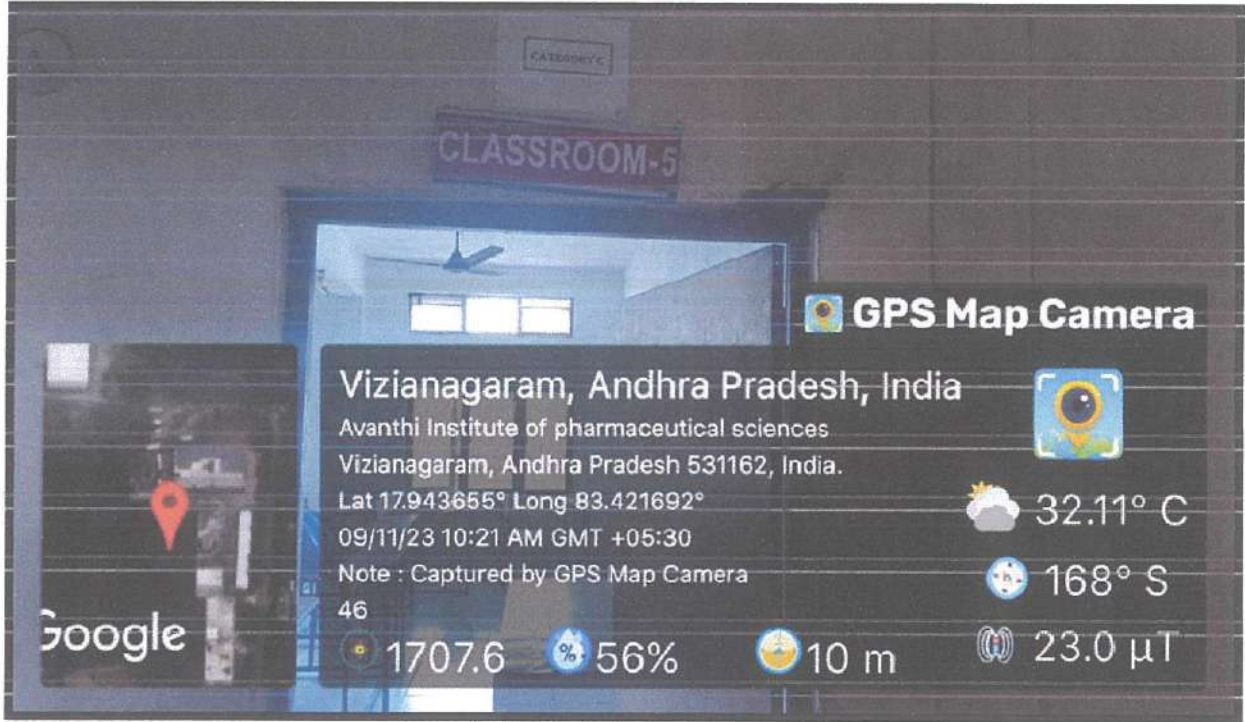 CATEGORY C
CLASSROOM-5
GPS Map Camera
Vizianagaram, Andhra Pradesh, India
Avanthi Institute of pharmaceutical sciences
Vizianagaram, Andhra Pradesh 531162, India.
Lat 17.943655° Long 83.421692°
09/11/23 10:21 AM GMT +05:30
Note : Captured by GPS Map Camera
46
1707.6 56% 10 m
32.11° C
168° S
23.0 µT
Google